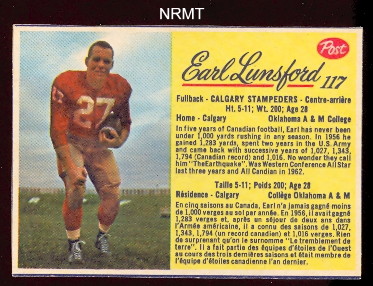 NRMT
Post
Earl Lunsford 117
Fullback - CALGARY STAMPEDERS - Centre-arrière
Ht. 5-11; Wt. 200; Age 28
Home - Calgary Oklahoma A & M College
In five years of Canadian football, Earl has never been
under 1,000 yards rushing in any season. In 1956 he
gained 1,283 yards, spent two years in the U.S. Army
and came back with successive years of 1,027, 1,343,
1,794 (Canadian record) and 1,016. No wonder they call
him "TheEarthquake". Was Western Conference All Star
last three years and All Canadian in 1962.
Taille 5-11; Poids 200; Age 28
Résidence - Calgary Collège Oklahoma A & M
En cinq saisons au Canada, Earl n'a jamais gagné moins
de 1,000 verges au sol par année. En 1956, il avait gagné
1,283 verges et, après un séjour de deux ans dans
l'Armée américaine, il a connu des saisons de 1,027,
1,343, 1,794 (un record canadien) et 1,016 verges. Rien
de surprenant qu'on le surnomme "Le tremblement de
terre". Il a fait partie d'équipes d'étoiles de l'Ouest
au cours des trois dernières saisons et était membre de
l'équipe d'étoiles canadienne l'an dernier.
27